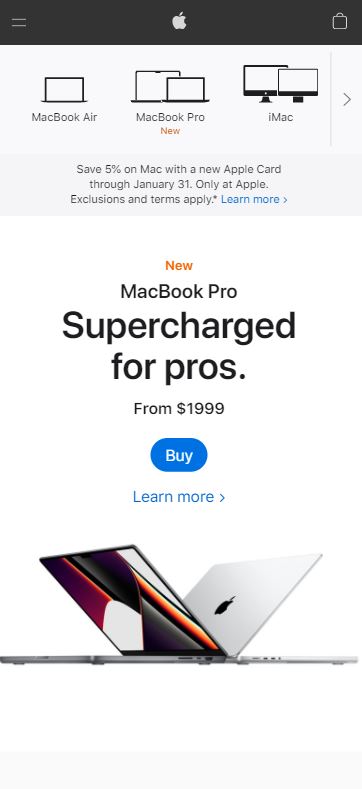 MacBook Air
MacBook Pro
New
iMac
Save 5% on Mac with a new Apple Card
through January 31. Only at Apple.
Exclusions and terms apply.* Learn more >
New
MacBook Pro
Supercharged
for pros.
From $1999
Buy
Learn more >